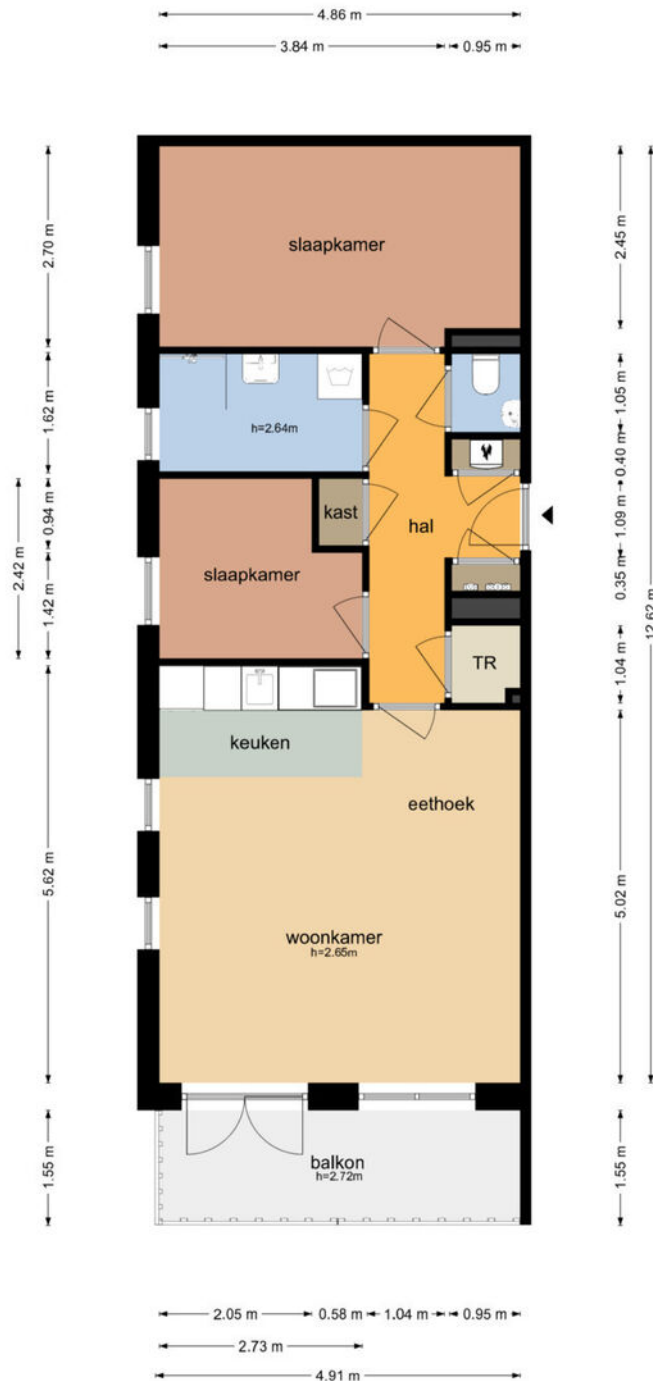 4.86 m
3.84 m
0.95 m
2.70 m
1.62 m
0.94 m
2.42 m
1.42 m
5.62 m
1.55 m
slaapkamer
h=2.64m
kast
hal
slaapkamer
TR
keuken
eethoek
woonkamer
h=2.65m
balkon
h=2.72m
2.45 m
1.05 m
0.40 m
1.09 m
0.35 m
1.04 m
5.02 m
12.62 m
1.55 m
2.05 m
0.58 m
1.04 m
0.95 m
2.73 m
4.91 m